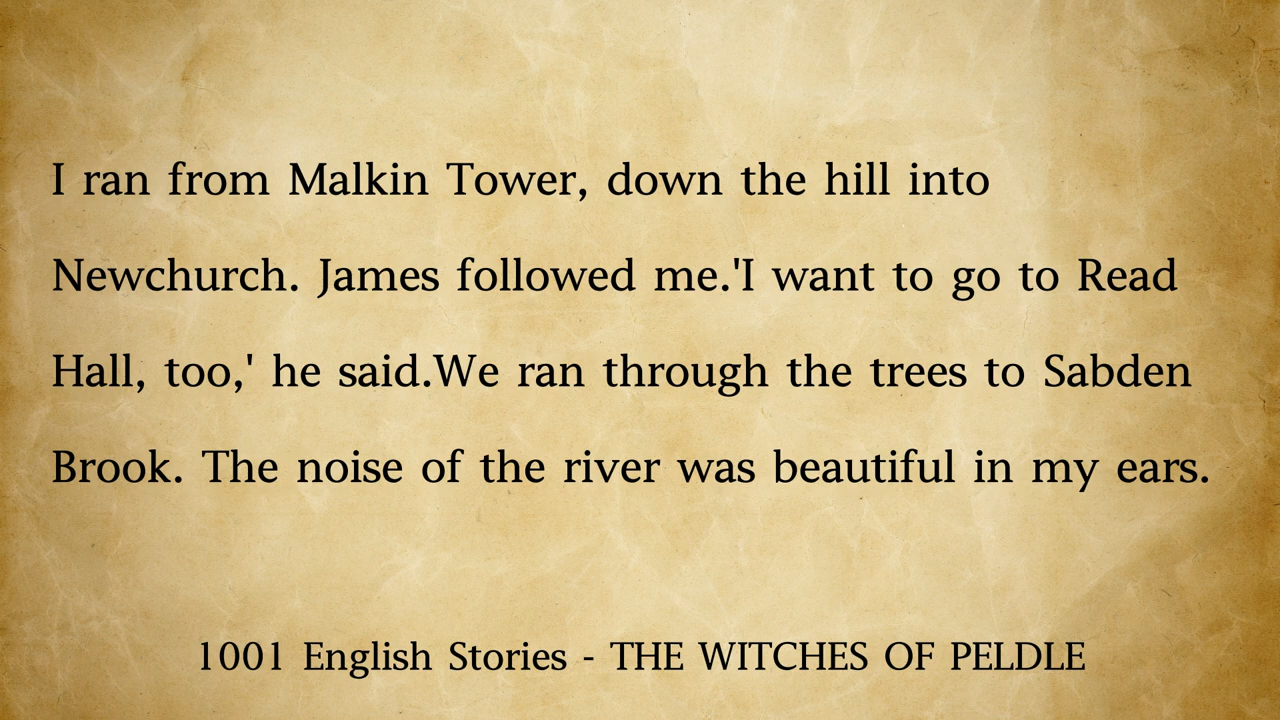 I ran from Malkin Tower, down the hill into
Newchurch. James followed me.'I want to go to Read
Hall, too,' he said.We ran through the trees to Sabden
Brook. The noise of the river was beautiful in my ears.
1001 English Stories - THE WITCHES OF PELDLE